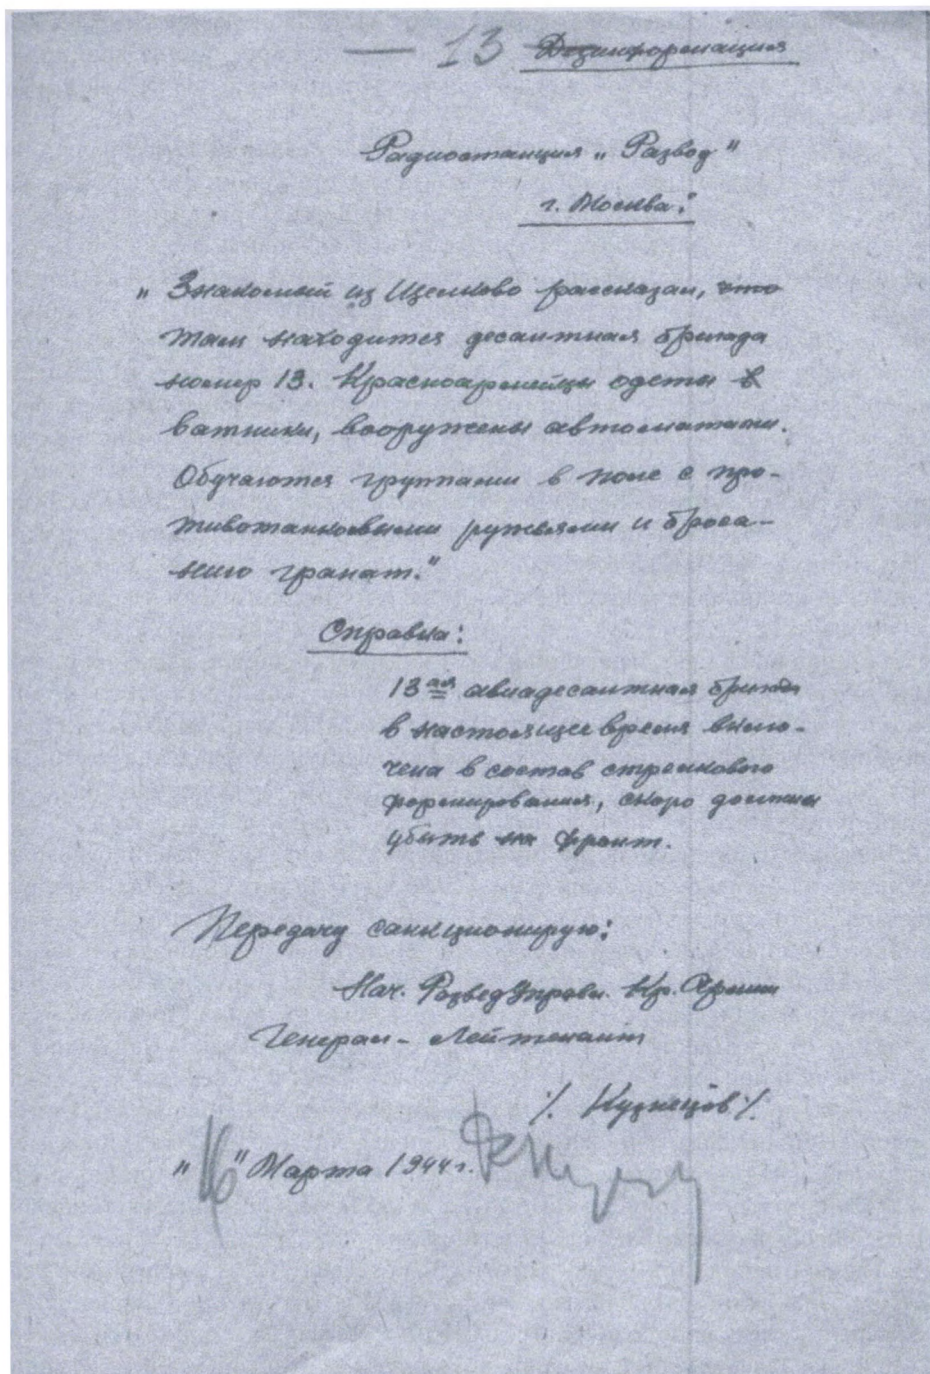 — 13 Дезинформация
Радиостанция „Развод"
г. Москва:
„Знакомый из Щелково рассказал, что
там находится десантная бригада
номер 13. Красноармейцы одеты в
ватники, вооружены автоматами.
Обучаются группами в поле с про-
тивотанковыми ружьями и броса-
нию гранат."
Справка:
13ая авиадесантная бригада
в настоящее время вклю-
чена в состав стрелкового
формирования, скоро должны
убыть на фронт.
Передачу санкционирую:
Нач. РазведУправл. Кр. Армии
Генерал-Лейтенант
/. Кузнецов ./.
„16" Марта 1944 г.